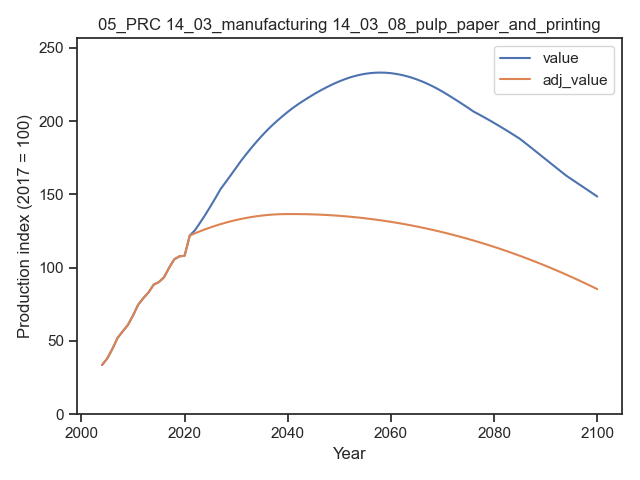 05_PRC 14_03_manufacturing 14_03_08_pulp_paper_and_printing
value
adj_value
Production index (2017 = 100)
250
200
150
100
50
0
2000 2020 2040 2060 2080 2100
Year